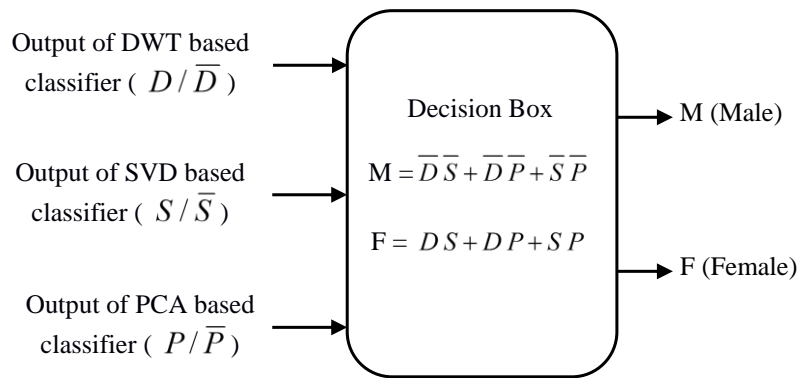 Output of DWT based
classifier ( D / D̅ )
Output of SVD based
classifier ( S / S̅ )
Output of PCA based
classifier ( P / P̅ )
Decision Box
M = D̅ S̅ + D̅ P̅ + S̅ P̅
F = D S + D P + S P
M (Male)
F (Female)